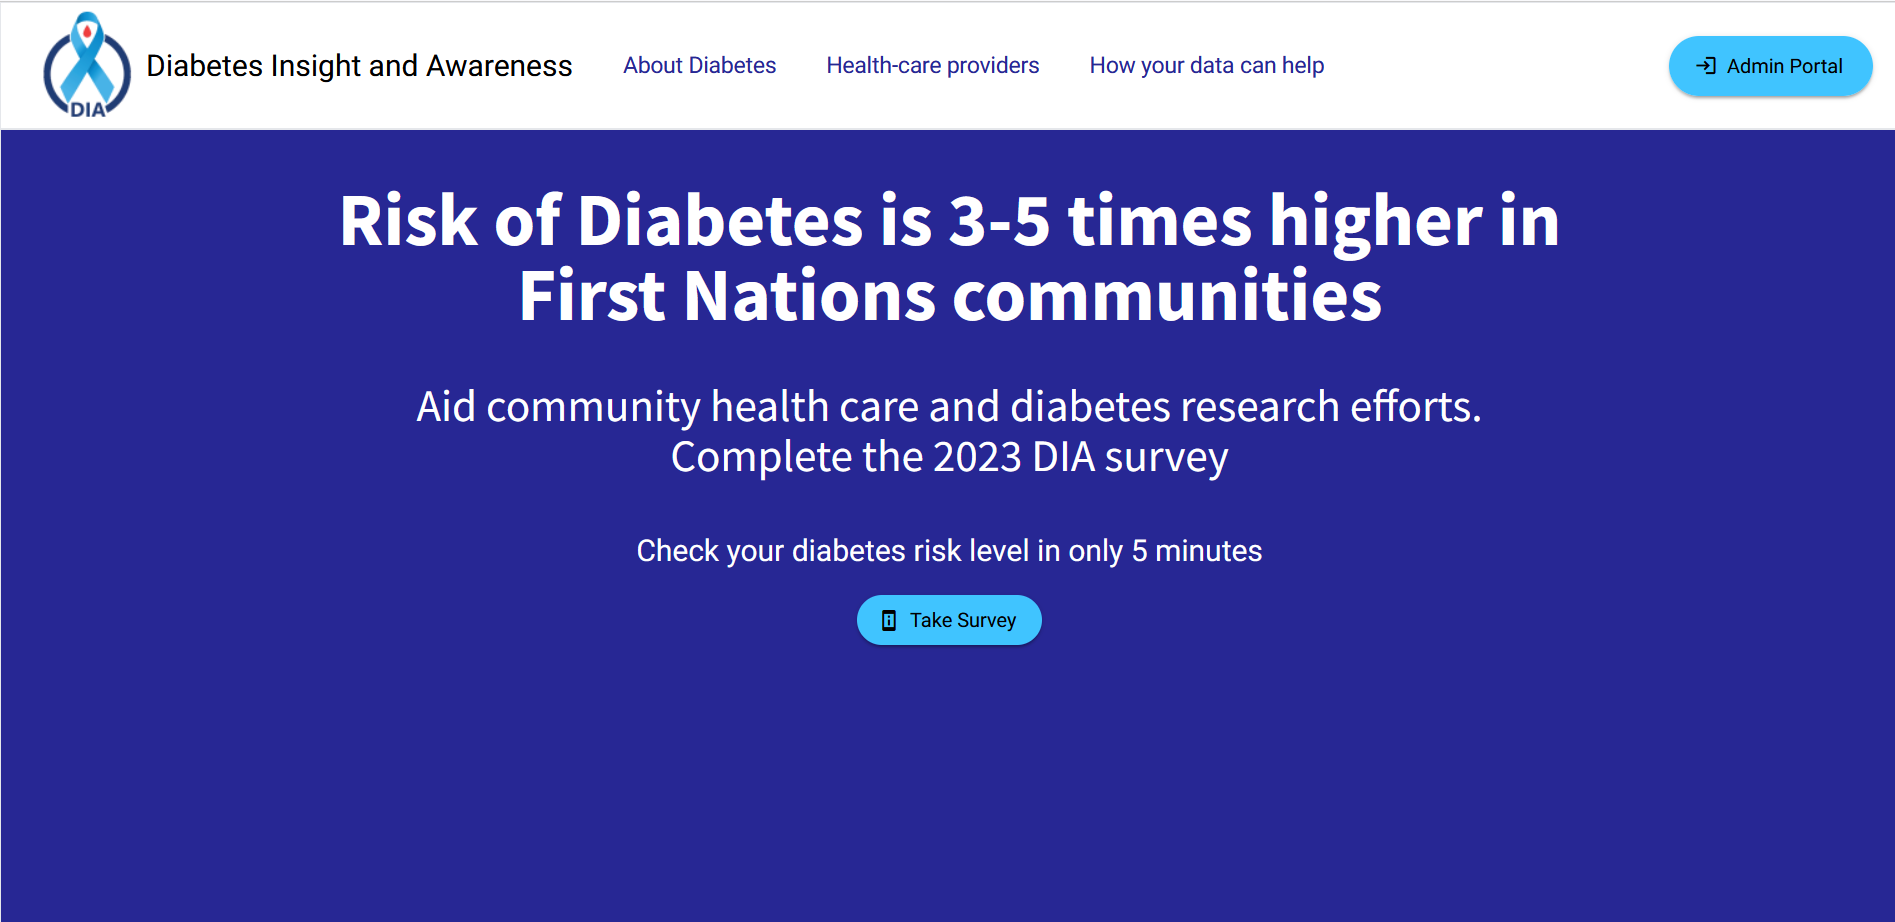 DIA
Diabetes Insight and Awareness
About Diabetes
Health-care providers
How your data can help
Admin Portal
Risk of Diabetes is 3-5 times higher in
First Nations communities
Aid community health care and diabetes research efforts.
Complete the 2023 DIA survey
Check your diabetes risk level in only 5 minutes
Take Survey